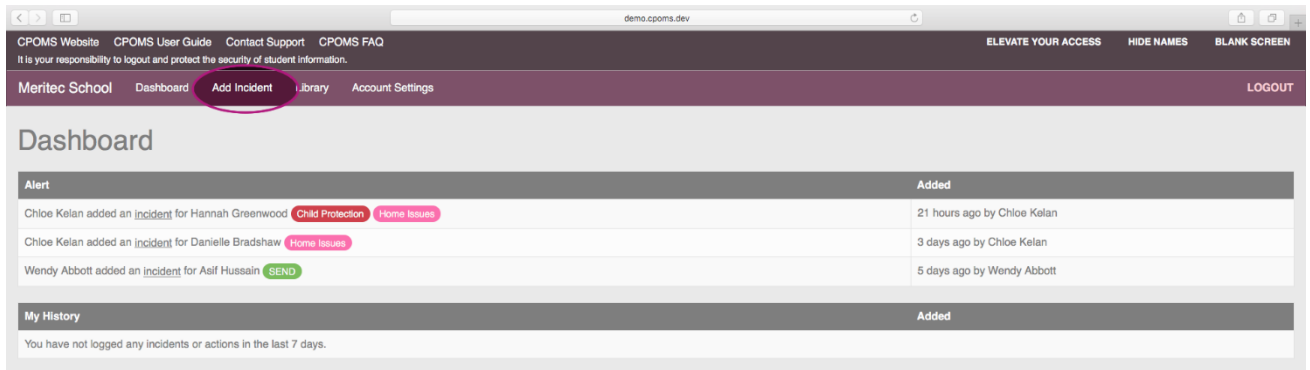 demo.cpoms.dev
CPOMS Website CPOMS User Guide Contact Support CPOMS FAQ ELEVATE YOUR ACCESS HIDE NAMES BLANK SCREEN
It is your responsibility to logout and protect the security of student information.
Meritec School Dashboard Add Incident Account Settings LOGOUT
Dashboard
Alert Added
Chloe Kelan added an incident for Hannah Greenwood Child Protection Home Issues 21 hours ago by Chloe Kelan
Chloe Kelan added an incident for Danielle Bradshaw Home Issues 3 days ago by Chloe Kelan
Wendy Abbott added an incident for Asif Hussain SEND 5 days ago by Wendy Abbott
My History Added
You have not logged any incidents or actions in the last 7 days.